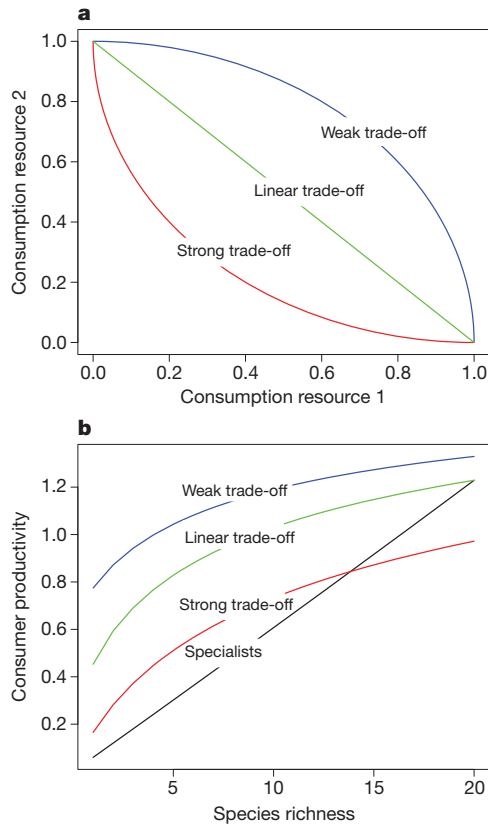 a
1.0
0.8
0.6
0.4
0.2
0.0
Consumption resource 2
Weak trade-off
Linear trade-off
Strong trade-off
0.0 0.2 0.4 0.6 0.8 1.0
Consumption resource 1
b
1.2
1.0
0.8
0.6
0.4
0.2
Consumer productivity
Weak trade-off
Linear trade-off
Strong trade-off
Specialists
5 10 15 20
Species richness